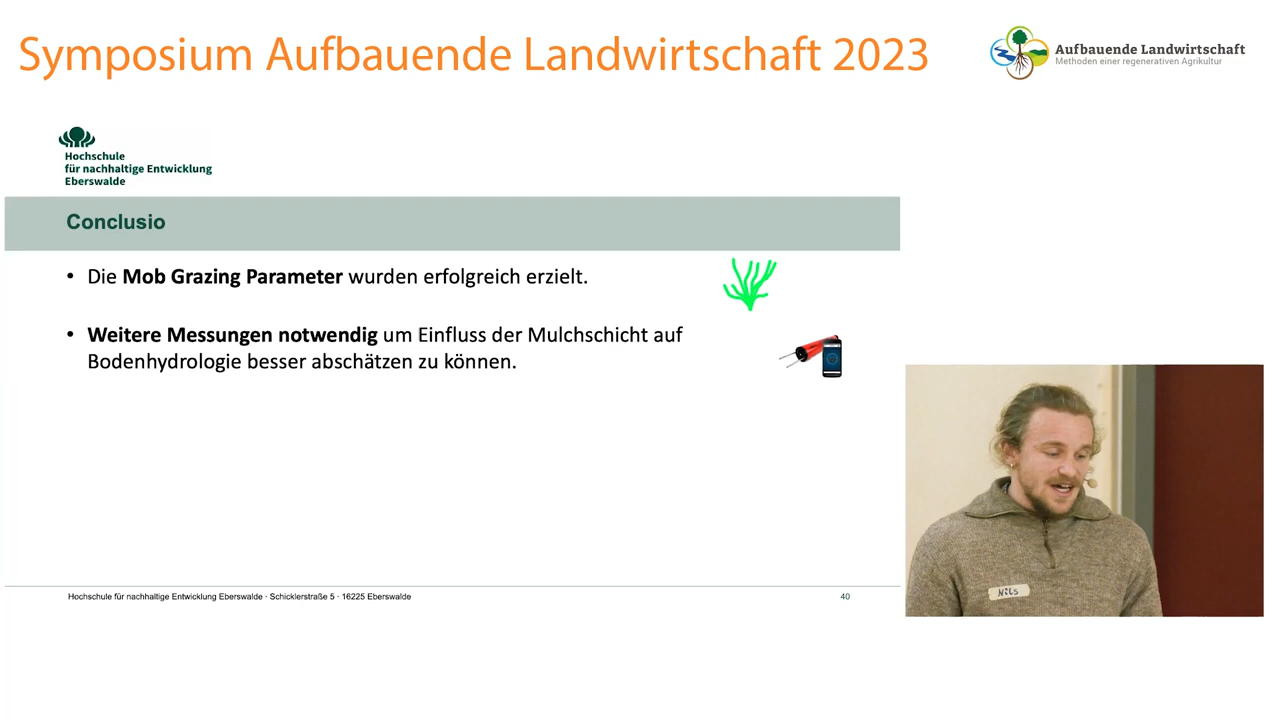 Symposium Aufbauende Landwirtschaft 2023
Aufbauende Landwirtschaft
Methoden einer regenerativen Agrikultur
Hochschule
für nachhaltige Entwicklung
Eberswalde
Conclusio
• Die Mob Grazing Parameter wurden erfolgreich erzielt.
• Weitere Messungen notwendig um Einfluss der Mulchschicht auf
Bodenhydrologie besser abschätzen zu können.
Nils
Hochschule für nachhaltige Entwicklung Eberswalde · Schicklerstraße 5 · 16225 Eberswalde
40